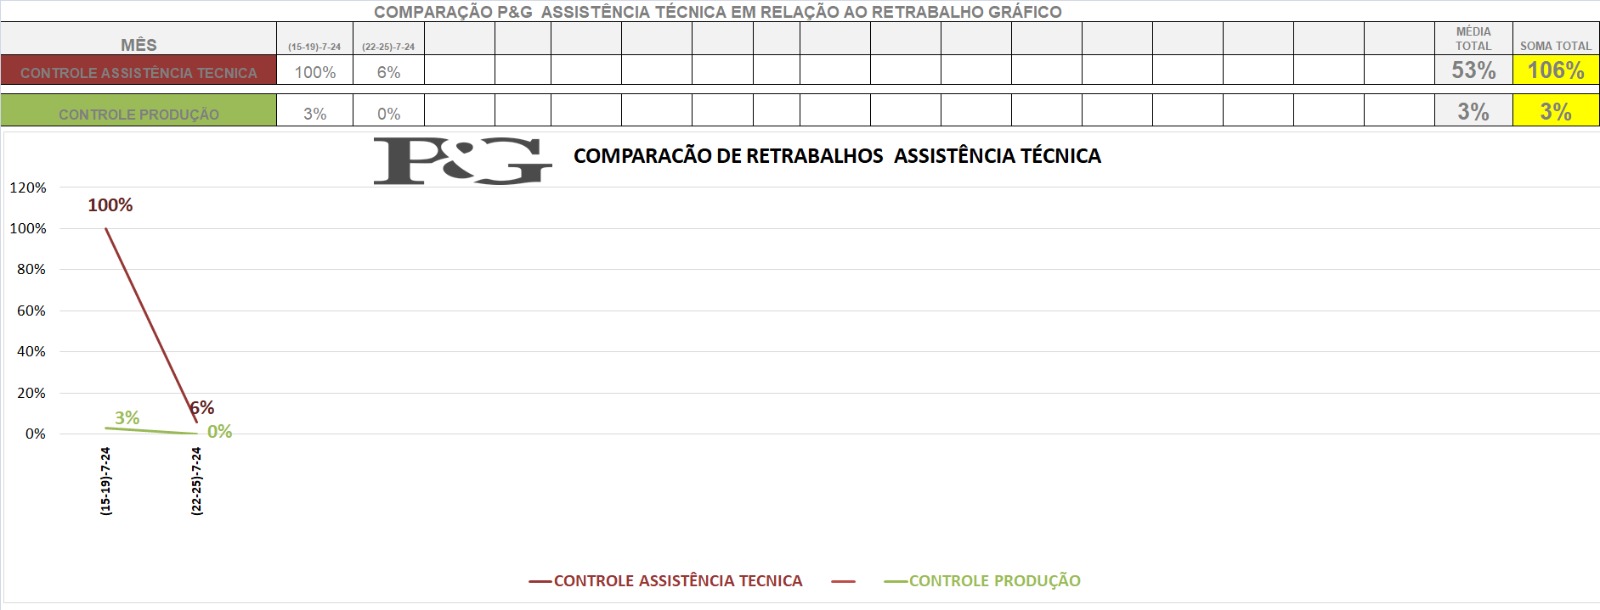 COMPARAÇÃO P&G ASSISTÊNCIA TÉCNICA EM RELAÇÃO AO RETRABALHO GRÁFICO
MÊS (15-19)-7-24 (22-25)-7-24 MÉDIA TOTAL SOMA TOTAL
CONTROLE ASSISTÊNCIA TECNICA 100% 6% 53% 106%
CONTROLE PRODUÇÃO 3% 0% 3% 3%
P&G COMPARACÃO DE RETRABALHOS ASSISTÊNCIA TÉCNICA
120%
100%
100%
80%
60%
40%
20%
6%
3%
0%
0%
(15-19)-7-24
(22-25)-7-24
CONTROLE ASSISTÊNCIA TECNICA CONTROLE PRODUÇÃO